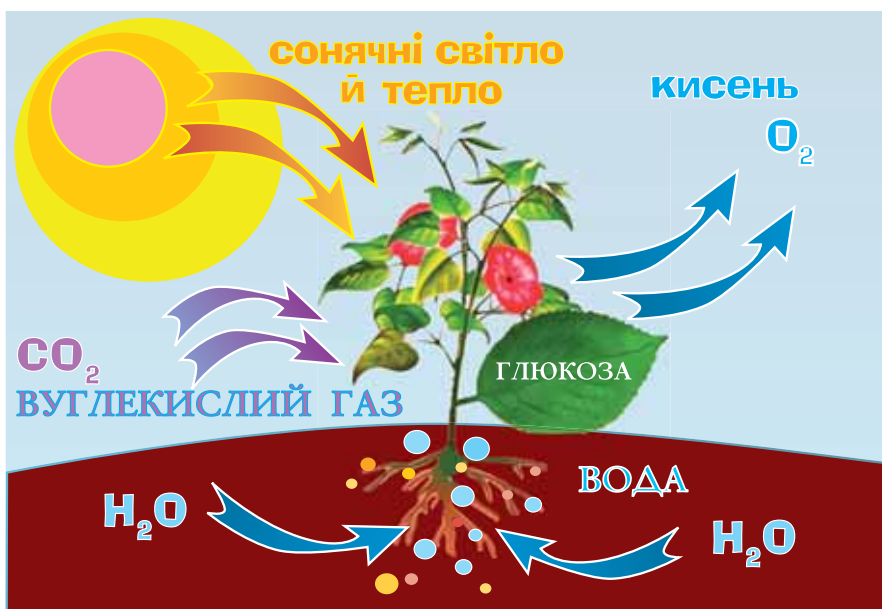 сонячні світло
й тепло
кисень
O₂
CO₂
ВУГЛЕКИСЛИЙ ГАЗ
ГЛЮКОЗА
ВОДА
H₂O
H₂O